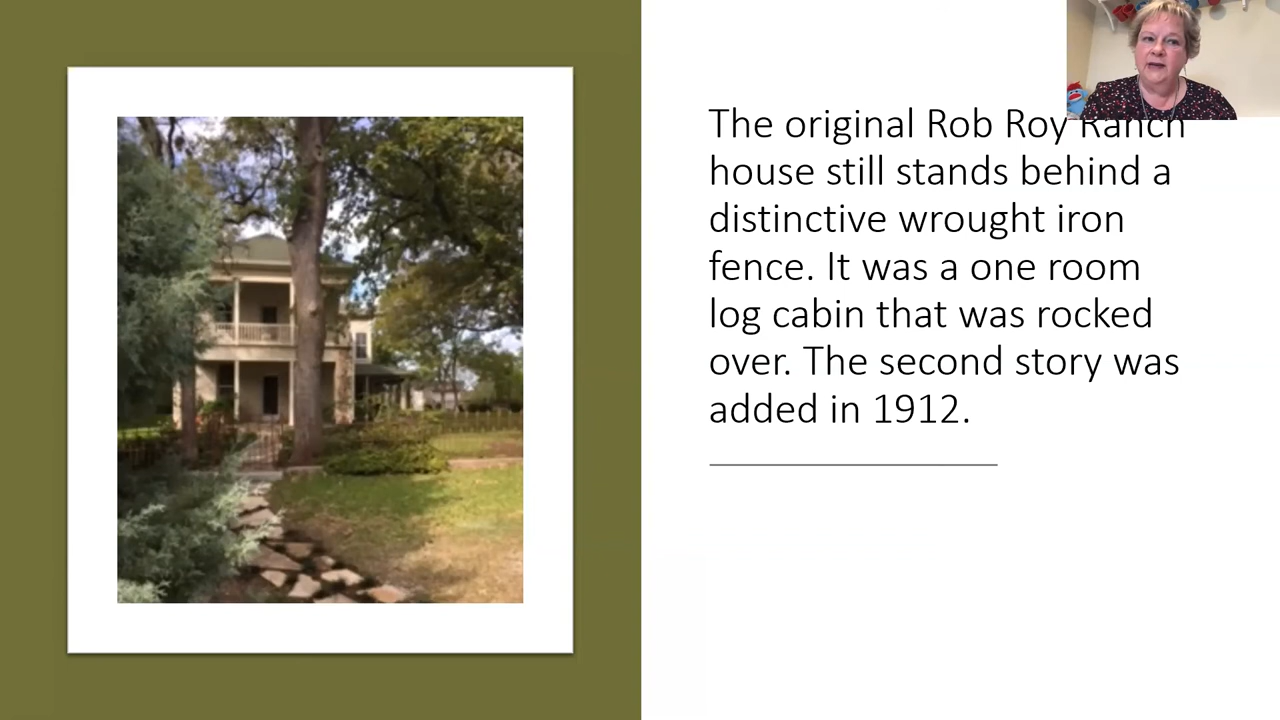 The original Rob Roy Ranch
house still stands behind a
distinctive wrought iron
fence. It was a one room
log cabin that was rocked
over. The second story was
added in 1912.